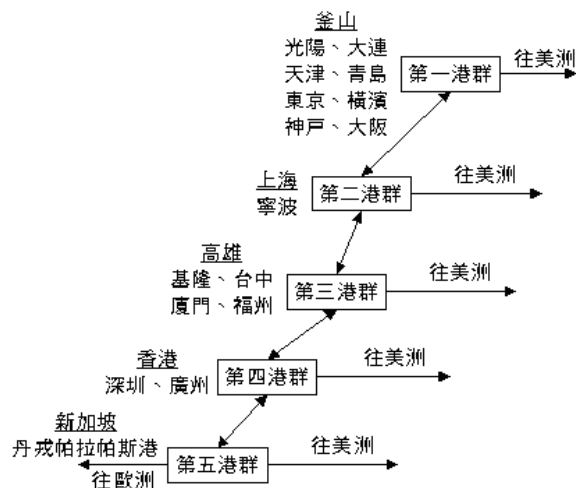 釜山
光陽、大連
天津、青島
東京、橫濱
神戸、大阪
第一港群
往美洲
上海
寧波
第二港群
往美洲
高雄
基隆、台中
廈門、福州
第三港群
往美洲
香港
深圳、廣州
第四港群
往美洲
新加坡
丹戎帕拉帕斯港
往歐洲
第五港群
往美洲